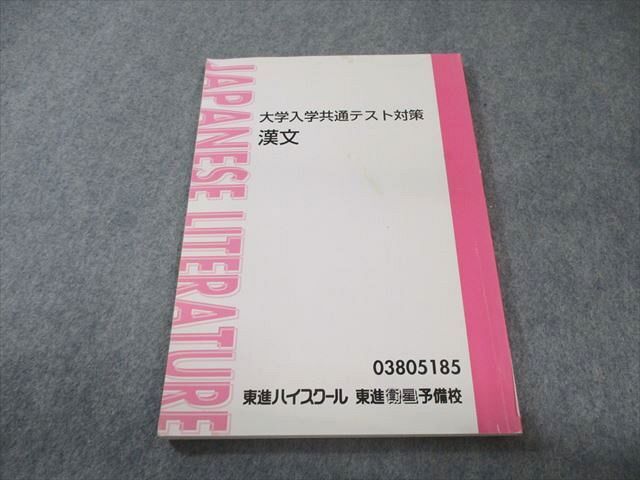 JAPANESE LITERATURE
大学入学共通テスト対策
漢文
03805185
東進ハイスクール 東進衛星予備校